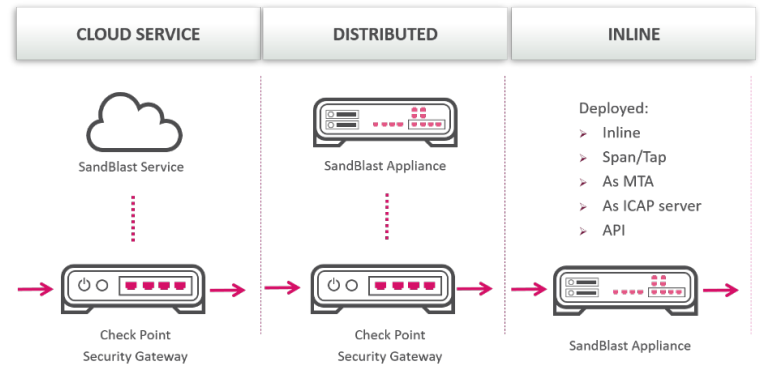 CLOUD SERVICE
DISTRIBUTED
INLINE
SandBlast Service
Check Point
Security Gateway
SandBlast Appliance
Check Point
Security Gateway
Deployed:
Inline
Span/Tap
As MTA
As ICAP server
API
SandBlast Appliance